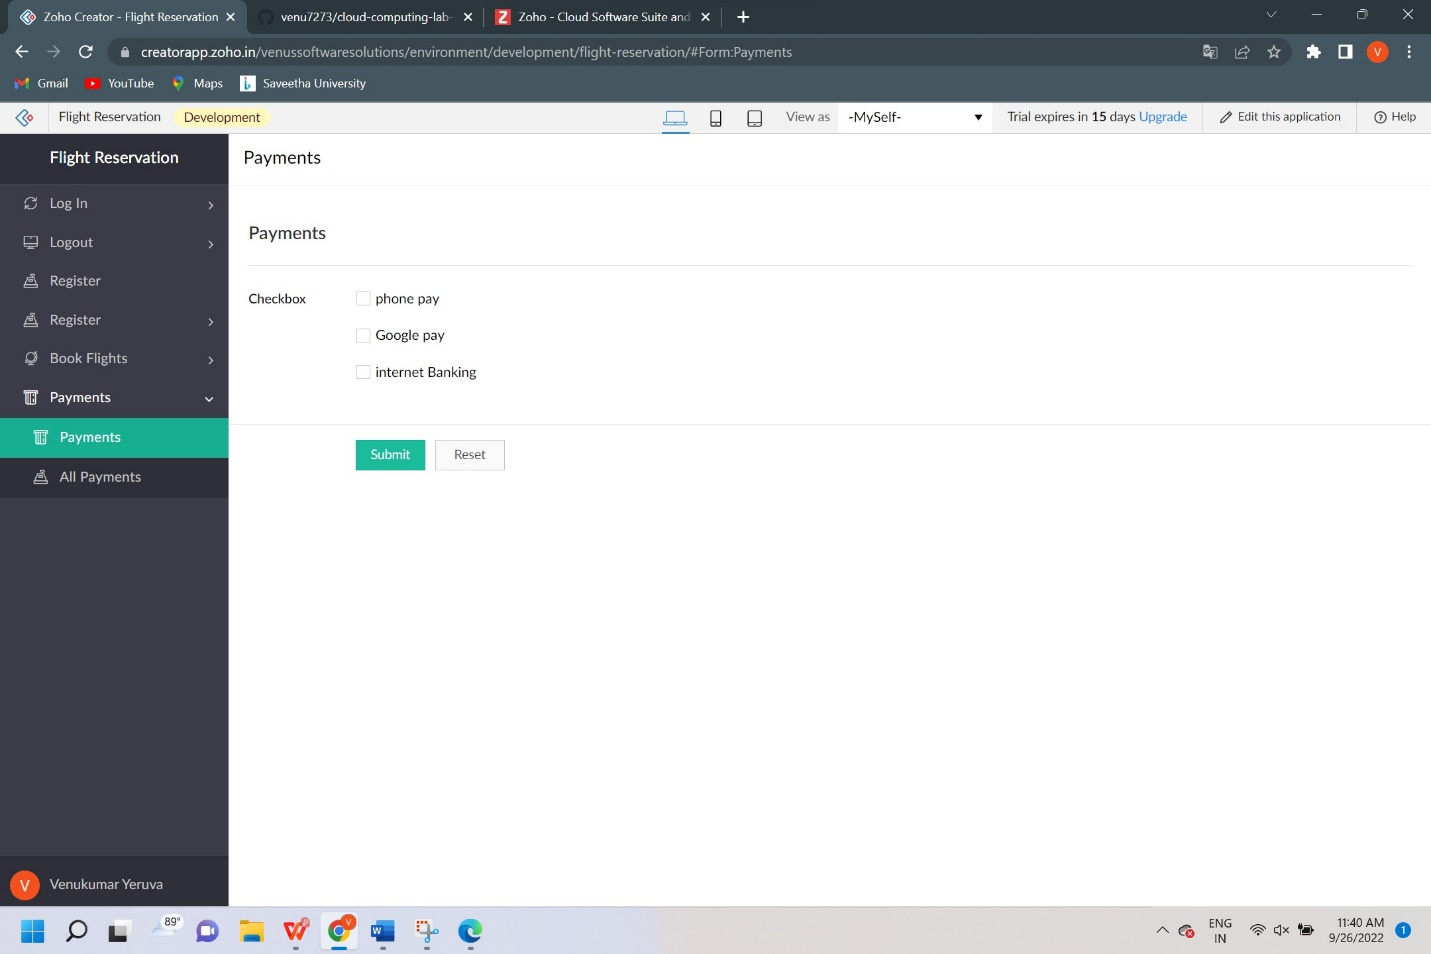 Zoho Creator - Flight Reservation
venu7273/cloud-computing-lab-
Zoho - Cloud Software Suite and
creatorapp.zoho.in/venussoftwaresolutions/environment/development/flight-reservation/#Form:Payments
V
Gmail
YouTube
Maps
Saveetha University
Flight Reservation
Development
View as
-MySelf-
Trial expires in 15 days Upgrade
Edit this application
Help
Flight Reservation
Payments
Log In
Logout
Register
Register
Book Flights
Payments
Payments
All Payments
Payments
Checkbox
phone pay
Google pay
internet Banking
Submit
Reset
V
Venukumar Yeruva
89°
ENG
IN
11:40 AM
9/26/2022
1